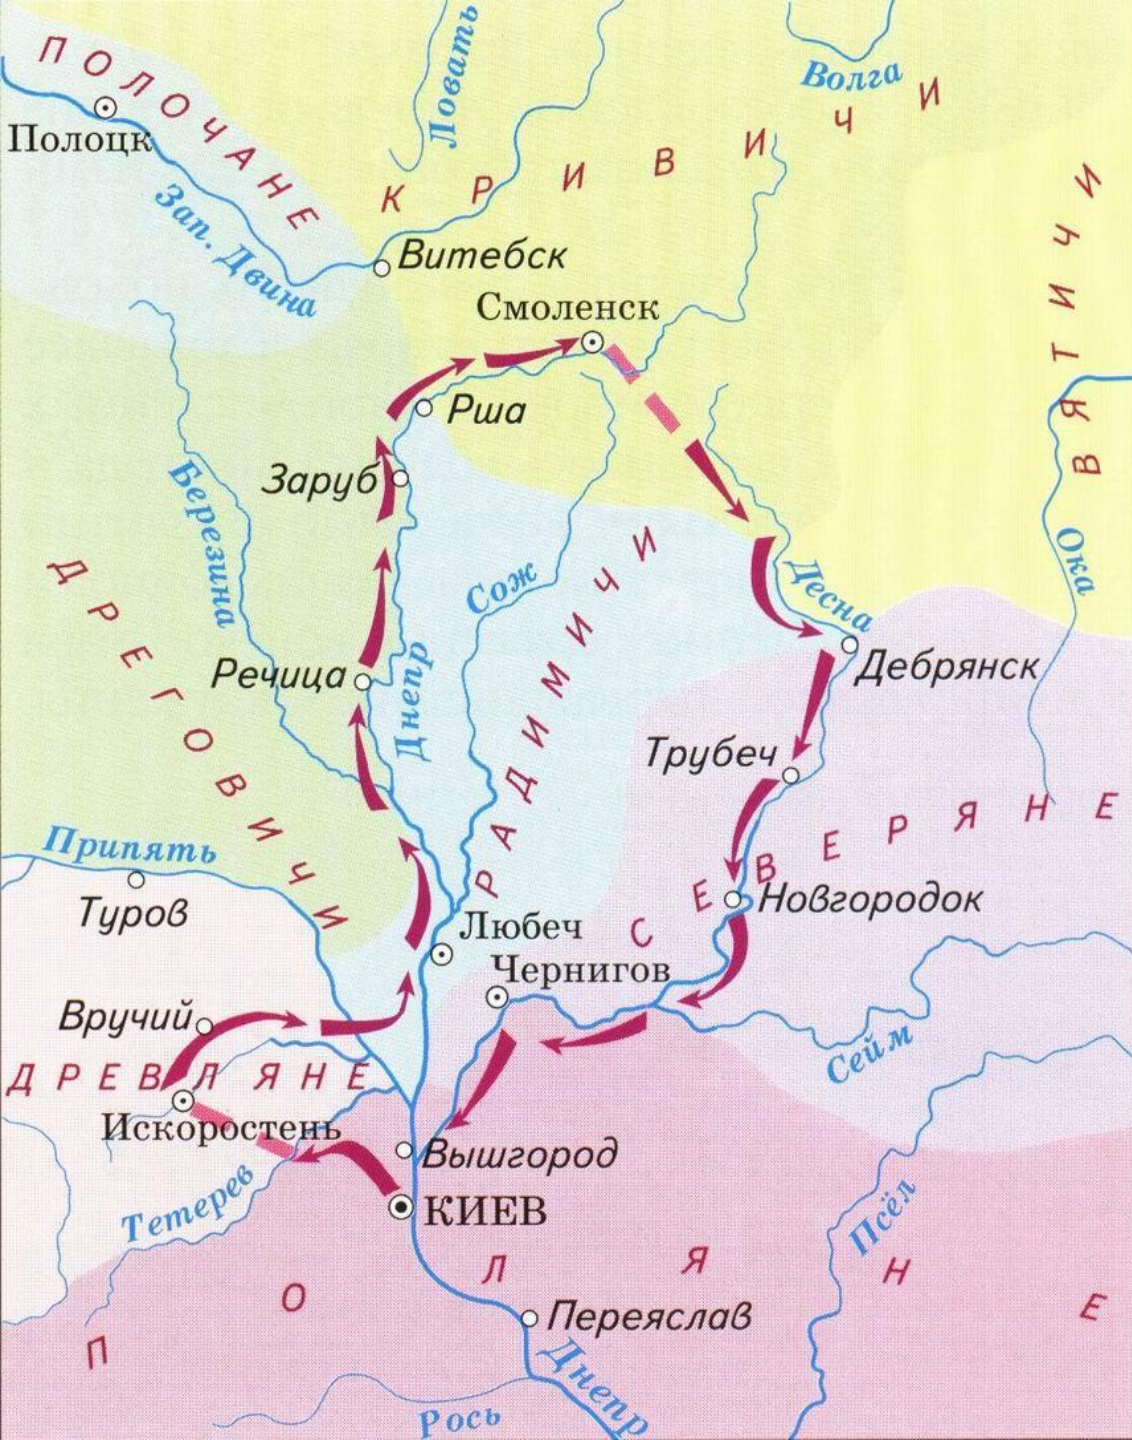 ПОЛОЧАНЕ
Ловать
Волга
Полоцк
КРИВИЧИ
Зап. Двина
Витебск
ВЯТИЧИ
Смоленск
Рша
Заруб
Березина
Ока
Сож
Десна
ДРЕГОВИЧИ
РАДИМИЧИ
Речица
Днепр
Дебрянск
Трубеч
Припять
СЕВЕРЯНЕ
Туров
Новгородок
Любеч
Чернигов
Вручий
Сейм
ДРЕВЛЯНЕ
Искоростень
Вышгород
Тетерев
КИЕВ
Псёл
ПОЛЯНЕ
Переяслав
Днепр
Рось